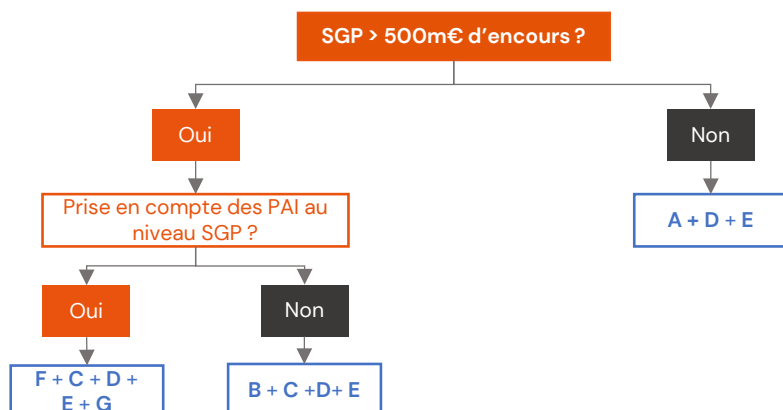 SGP > 500m€ d’encours ?
Oui
Non
Prise en compte des PAI au
niveau SGP ?
A + D + E
Oui
Non
F + C + D +
E + G
B + C +D+ E